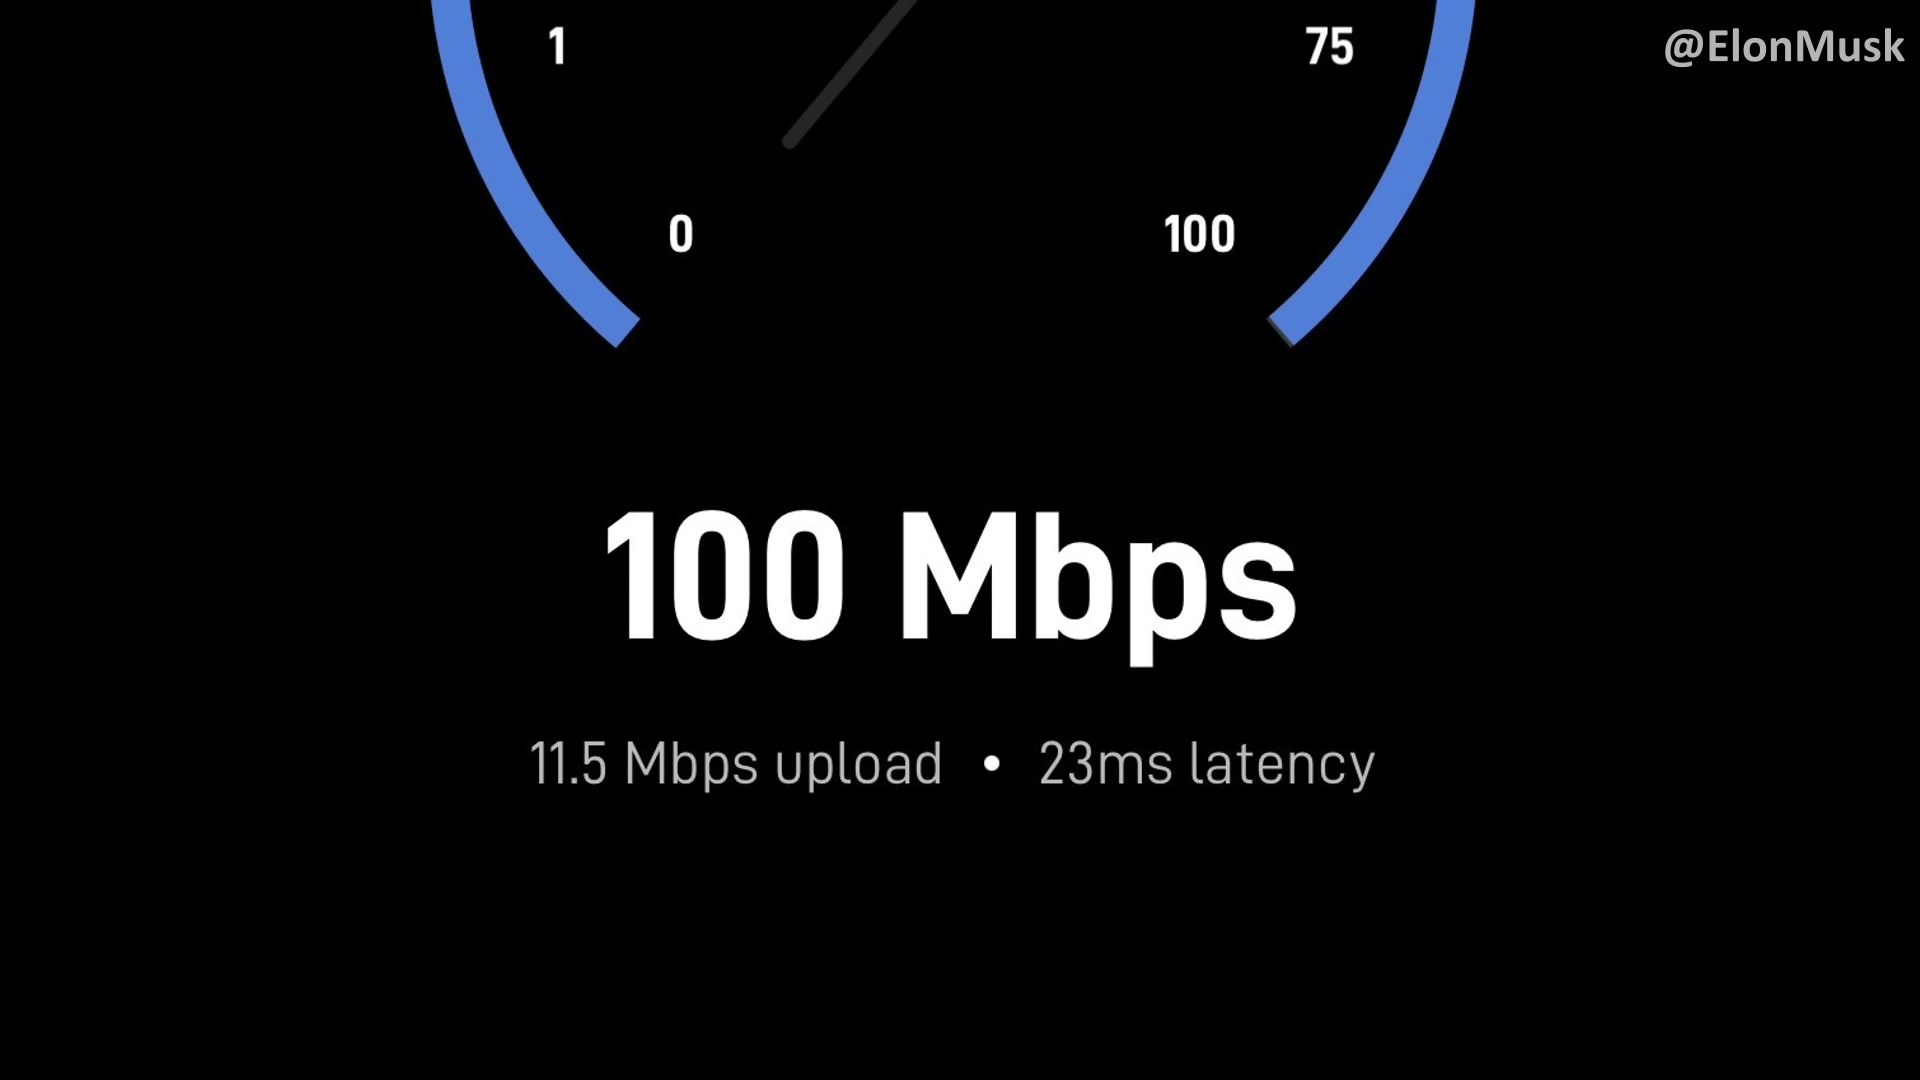 @ElonMusk
1
75
0
100
100 Mbps
11.5 Mbps upload • 23ms latency